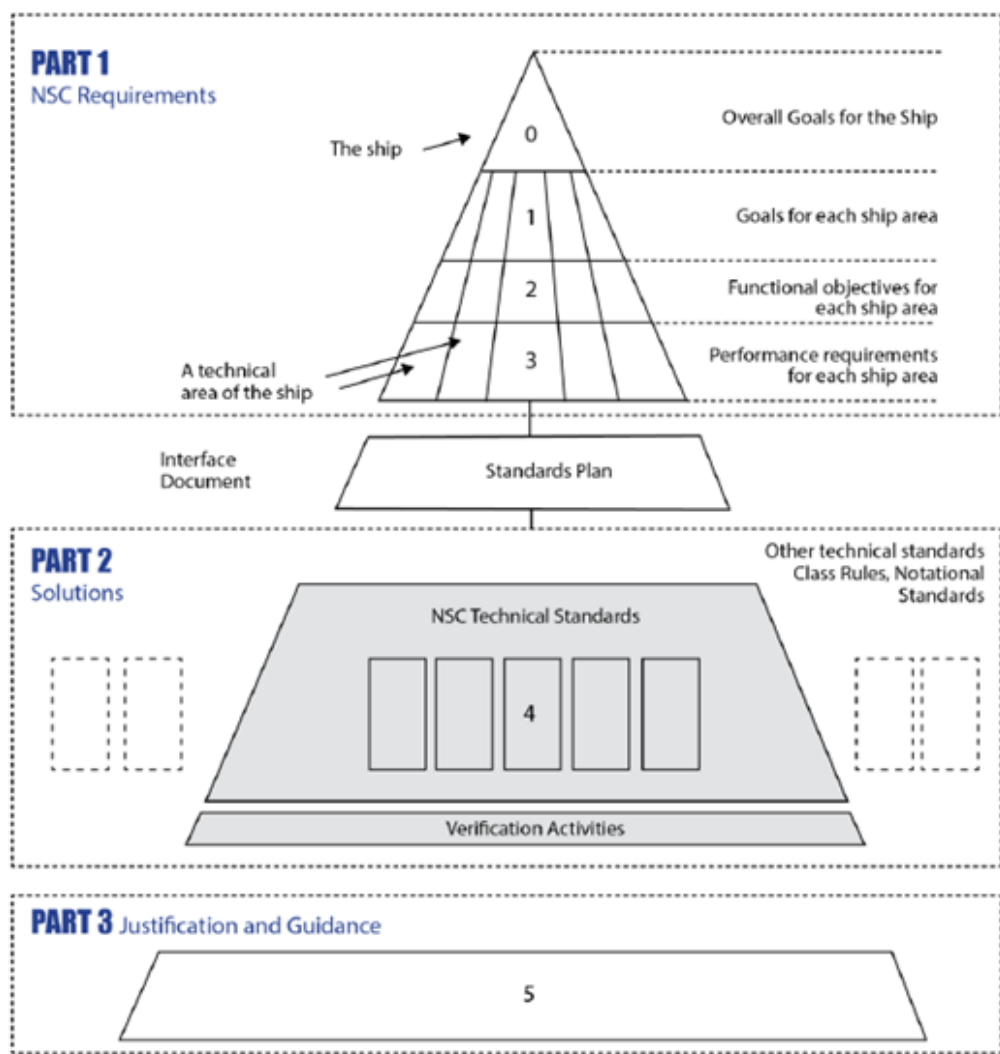 PART 1
NSC Requirements
The ship
0
Overall Goals for the Ship
1
Goals for each ship area
2
Functional objectives for
each ship area
A technical
area of the ship
3
Performance requirements
for each ship area
Interface
Document
Standards Plan
PART 2
Solutions
Other technical standards
Class Rules, Notational
Standards
NSC Technical Standards
4
Verification Activities
PART 3 Justification and Guidance
5